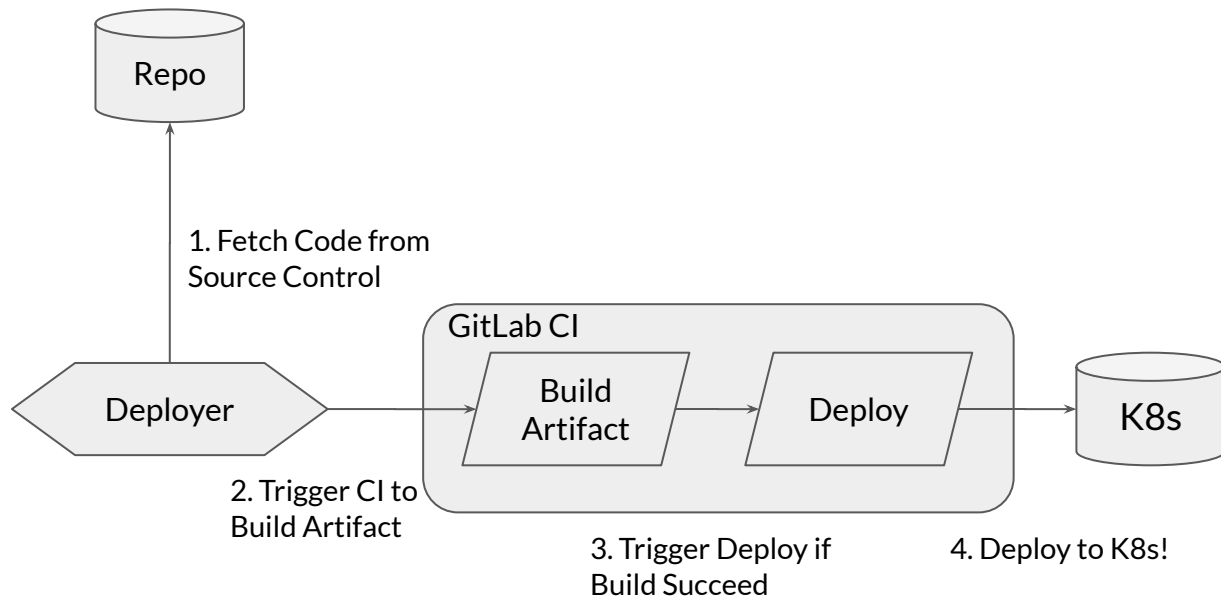 Repo
1. Fetch Code from
Source Control
GitLab CI
Deployer
Build
Artifact
Deploy
K8s
2. Trigger CI to
Build Artifact
3. Trigger Deploy if
Build Succeed
4. Deploy to K8s!